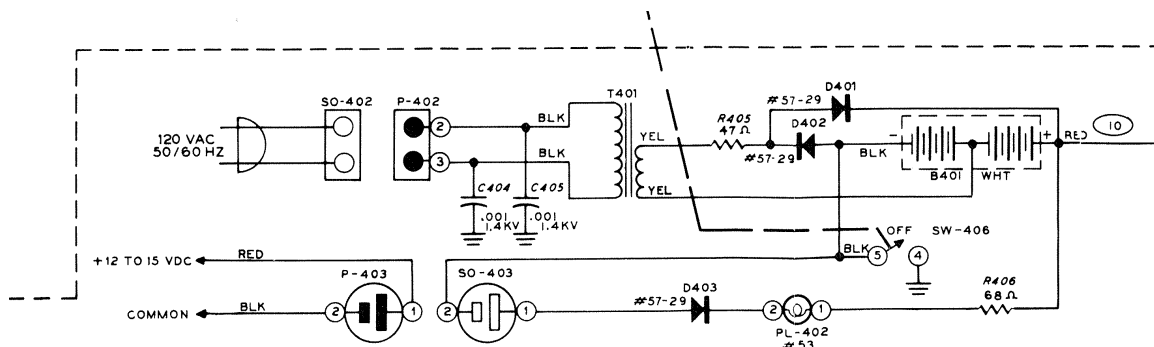 T401
D401
SO-402
P-402
#57-29
R405
47Ω
D402
BLK
YEL
10
RED
- +
120 VAC
50/60 HZ
2
BLK
3
#57-29
BLK
B401
WHT
C404
C405
YEL
.001
1.4KV
.001
1.4KV
OFF
SW-406
BLK
5
4
+12 TO 15 VDC
RED
P-403
SO-403
D403
R406
68Ω
#57-29
COMMON
BLK
2
1
2
1
2
1
PL-402
#53